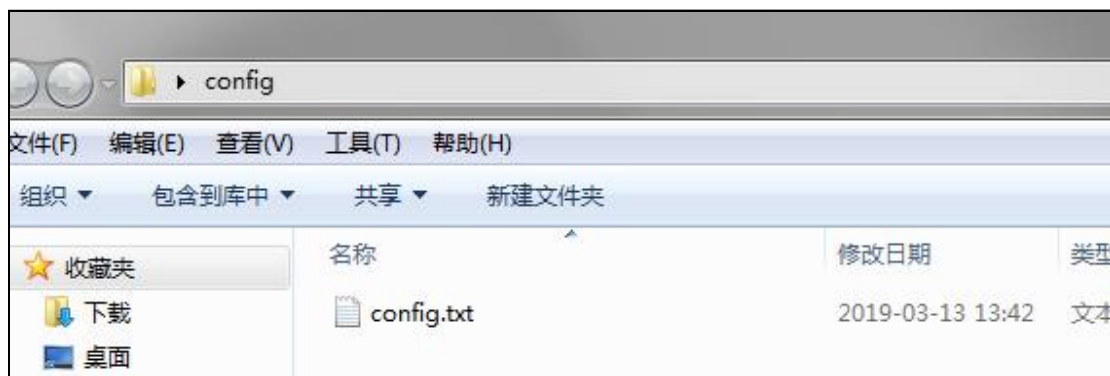 config
文件(F) 编辑(E) 查看(V) 工具(T) 帮助(H)
组织 包含到库中 共享 新建文件夹
名称 修改日期 类型
收藏夹
下载 config.txt 2019-03-13 13:42 文本
桌面